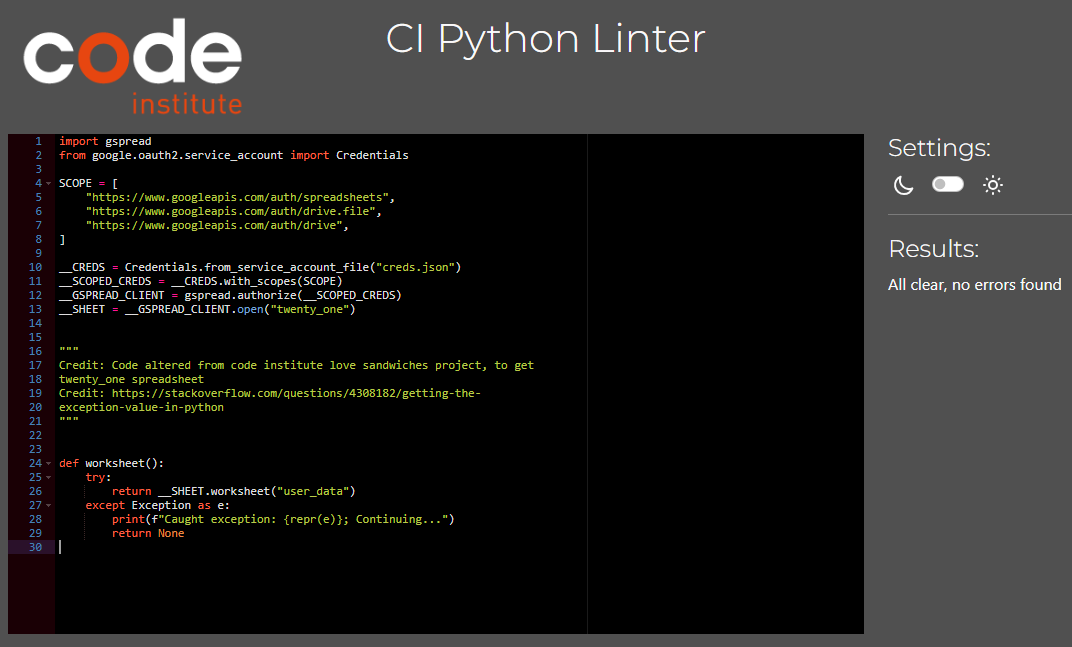 code
institute
CI Python Linter
1 import gspread
2 from google.oauth2.service_account import Credentials
3
4 SCOPE = [
5     "https://www.googleapis.com/auth/spreadsheets",
6     "https://www.googleapis.com/auth/drive.file",
7     "https://www.googleapis.com/auth/drive",
8 ]
9
10 __CREDS = Credentials.from_service_account_file("creds.json")
11 __SCOPED_CREDS = __CREDS.with_scopes(SCOPE)
12 __GSPREAD_CLIENT = gspread.authorize(__SCOPED_CREDS)
13 __SHEET = __GSPREAD_CLIENT.open("twenty_one")
14
15
16 """
17 Credit: Code altered from code institute love sandwiches project, to get
18 twenty_one spreadsheet
19 Credit: https://stackoverflow.com/questions/4308182/getting-the-
20 exception-value-in-python
21 """
22
23
24 def worksheet():
25     try:
26         return __SHEET.worksheet("user_data")
27     except Exception as e:
28         print(f"Caught exception: {repr(e)}; Continuing...")
29         return None
30
Settings:
Results:
All clear, no errors found